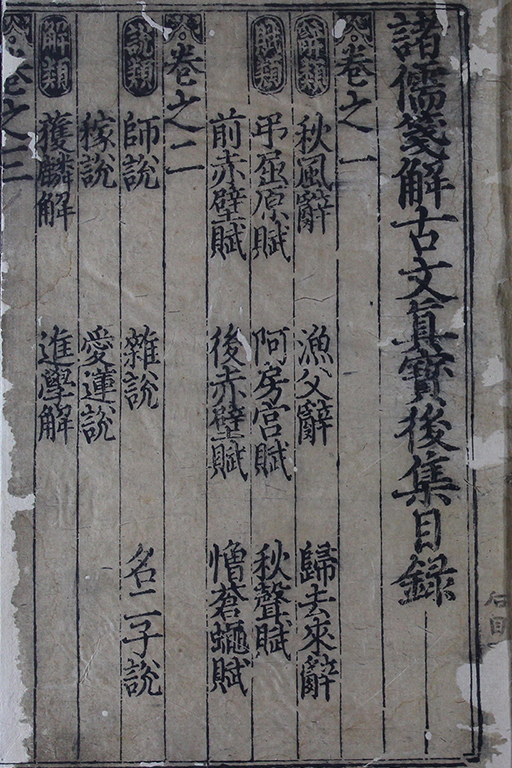 諸儒箋解古文眞寶後集目録
卷之一
辭類 秋風辭 漁父辭 歸去來辭
賦類 弔屈原賦 阿房宮賦 秋聲賦
前赤壁賦 後赤壁賦 憎蒼蠅賦
卷之二
說類 師說 雜說 名二子說
稼說 愛蓮說
解類 獲麟解 進學解
卷之三